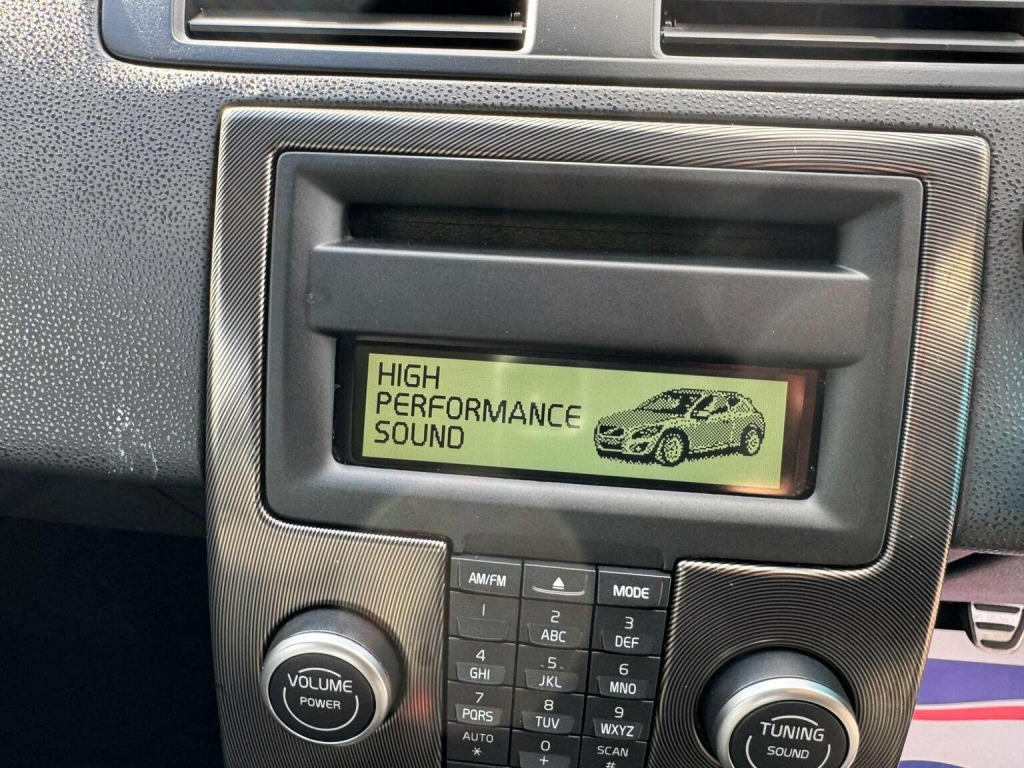 HIGH
PERFORMANCE
SOUND
AM/FM
MODE
1
2
ABC
3
DEF
4
GHI
5
JKL
6
MNO
7
PQRS
8
TUV
9
WXYZ
AUTO
*
0
+
SCAN
#
VOLUME
POWER
TUNING
SOUND